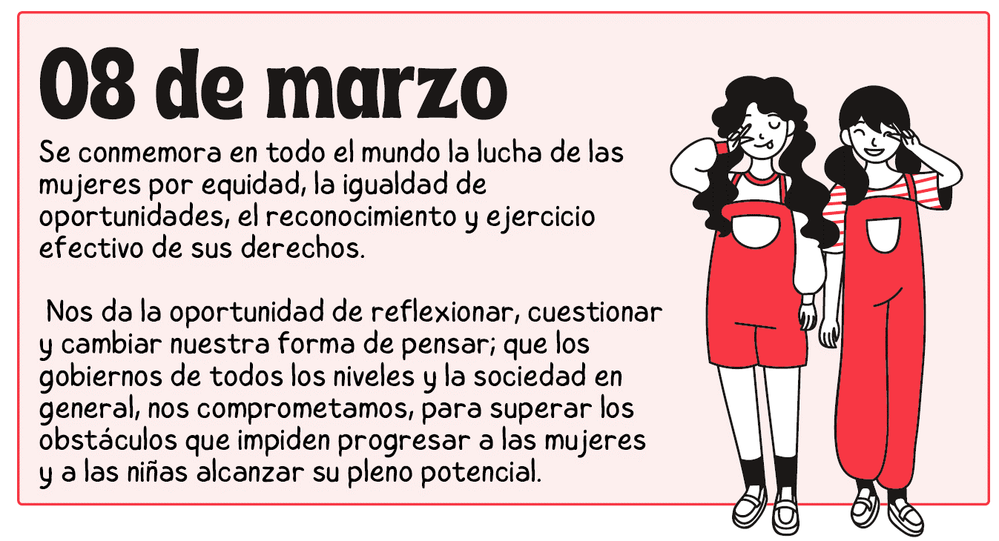 08 de marzo
Se conmemora en todo el mundo la lucha de las
mujeres por equidad, la igualdad de
oportunidades, el reconocimiento y ejercicio
efectivo de sus derechos.
Nos da la oportunidad de reflexionar, cuestionar
y cambiar nuestra forma de pensar; que los
gobiernos de todos los niveles y la sociedad en
general, nos comprometamos, para superar los
obstáculos que impiden progresar a las mujeres
y a las niñas alcanzar su pleno potencial.